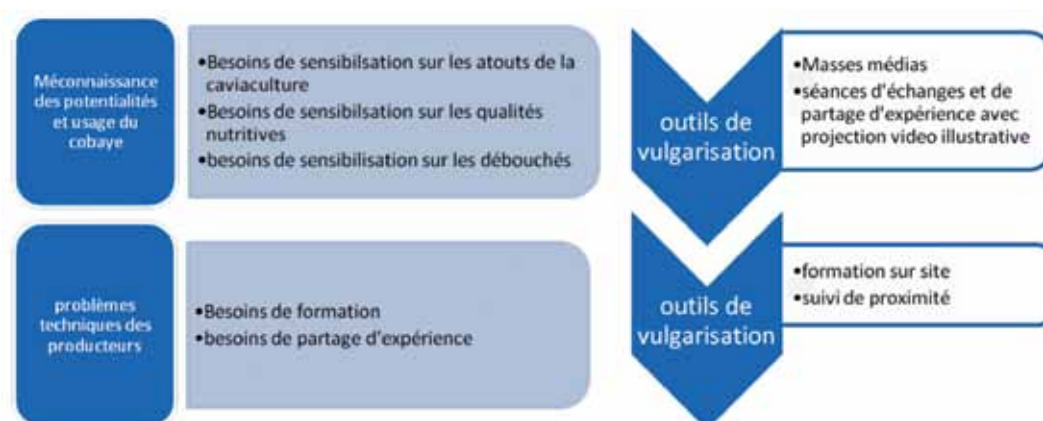 Méconnaissance
des potentialités
et usage du
cobaye
•Besoins de sensibilsation sur les atouts de la
caviaculture
•Besoins de sensibilsation sur les qualités
nutritives
•besoins de sensibilisation sur les débouchés
outils de
vulgarisation
•Masses médias
•séances d'échanges et de
partage d'expérience avec
projection video illustrative
problèmes
techniques des
producteurs
•Besoins de formation
•besoins de partage d'expérience
outils de
vulgarisation
•formation sur site
•suivi de proximité